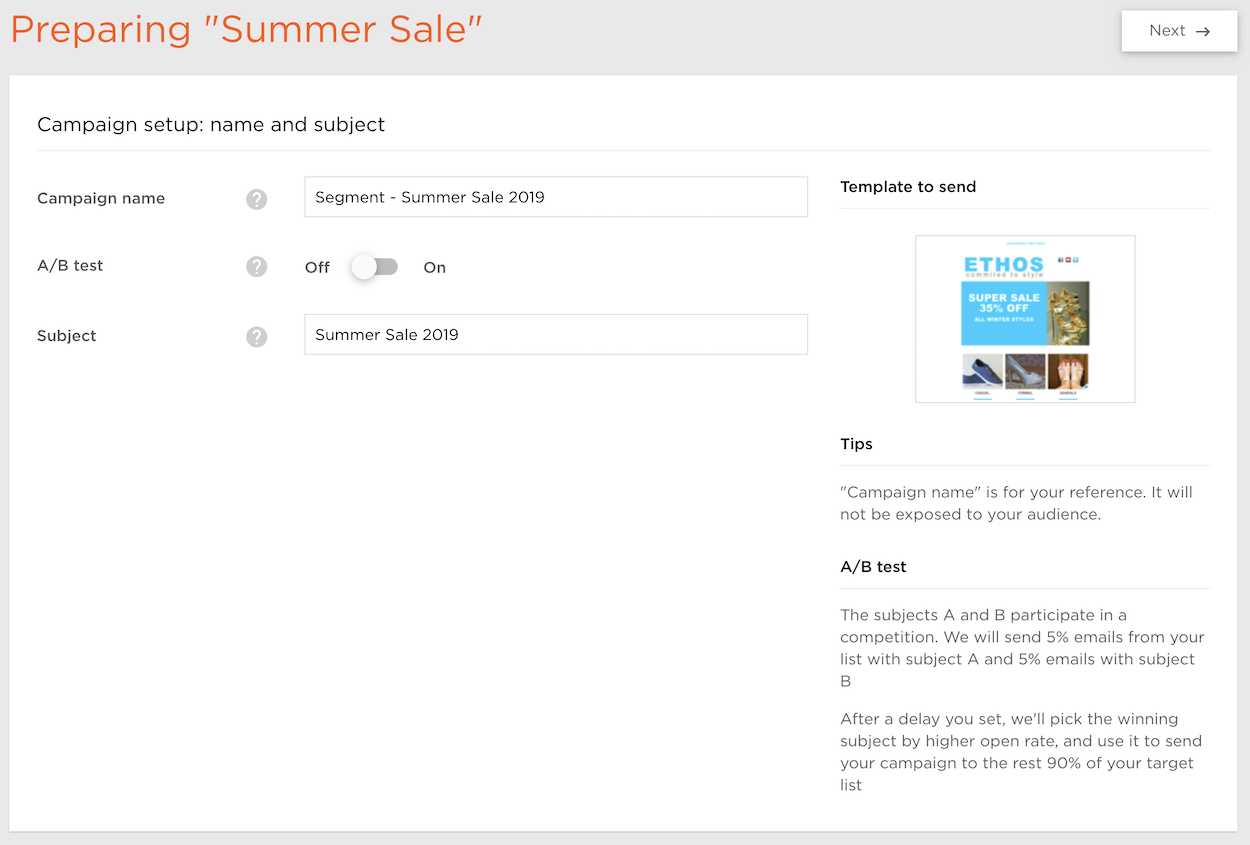 Preparing "Summer Sale"
Next →
Campaign setup: name and subject
Campaign name
?
Segment - Summer Sale 2019
A/B test
?
Off
On
Subject
?
Summer Sale 2019
Template to send
ETHOS
commited to style
SUPER SALE
35% OFF
ALL WINTER STYLES
CASUAL
FORMAL
SANDALS
Tips
"Campaign name" is for your reference. It will
not be exposed to your audience.
A/B test
The subjects A and B participate in a
competition. We will send 5% emails from your
list with subject A and 5% emails with subject
B
After a delay you set, we'll pick the winning
subject by higher open rate, and use it to send
your campaign to the rest 90% of your target
list